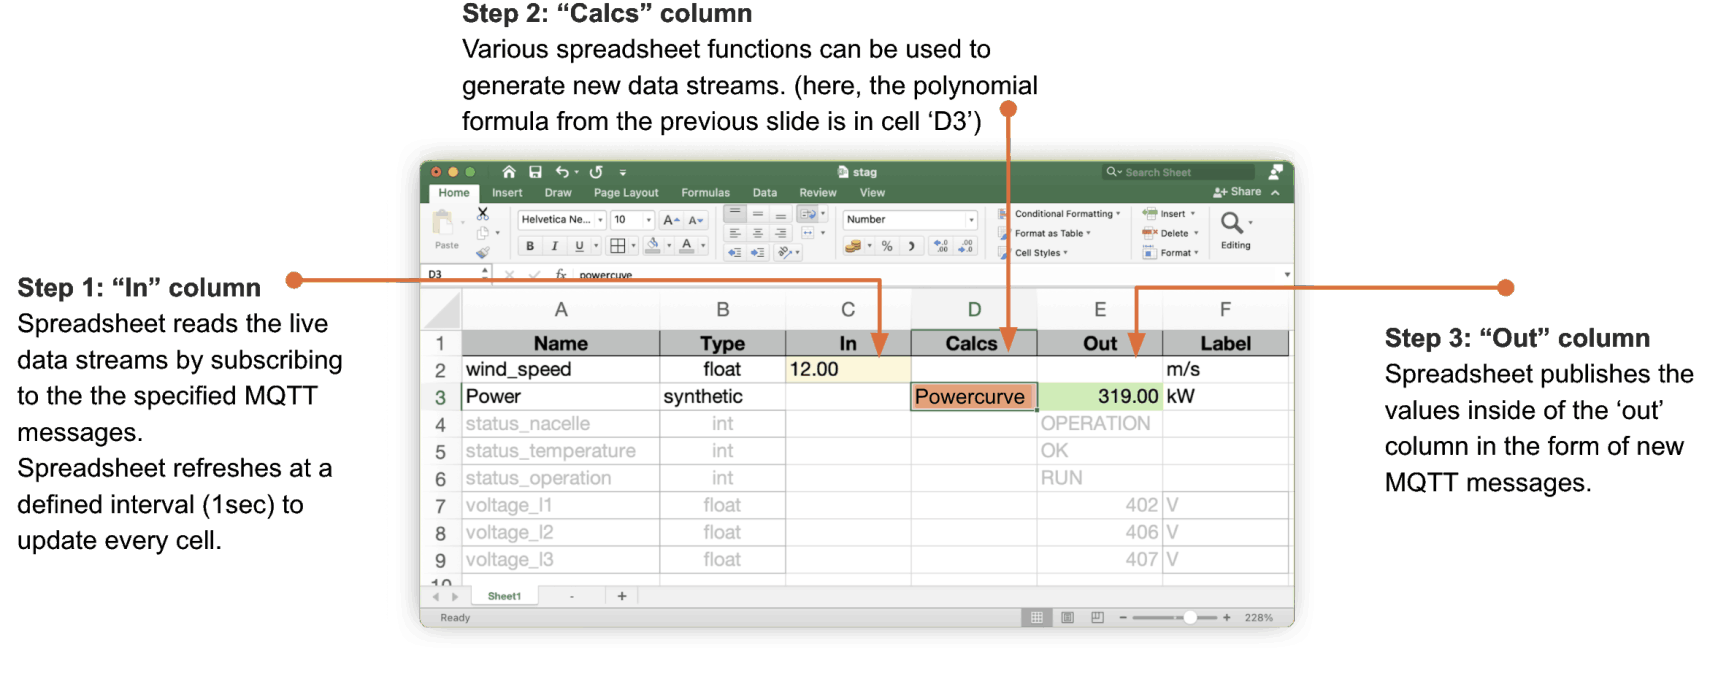 Step 2: “Calcs” column
Various spreadsheet functions can be used to
generate new data streams. (here, the polynomial
formula from the previous slide is in cell ‘D3’)
Step 1: “In” column
Spreadsheet reads the live
data streams by subscribing
to the the specified MQTT
messages.
Spreadsheet refreshes at a
defined interval (1sec) to
update every cell.
stag
Search Sheet
Home Insert Draw Page Layout Formulas Data Review View
Share
Paste
Helvetica Ne... 10
A A
B I U A
Number
%
Conditional Formatting
Format as Table
Cell Styles
Insert
Delete
Format
Editing
D3 fx powercuve
A B C D E F
1 Name Type In Calcs Out Label
2 wind_speed float 12.00 m/s
3 Power synthetic Powercurve 319.00 kW
4 status_nacelle int OPERATION
5 status_temperature int OK
6 status_operation int RUN
7 voltage_l1 float 402 V
8 voltage_l2 float 406 V
9 voltage_l3 float 407 V
10
Sheet1 - +
Ready
228%
Step 3: “Out” column
Spreadsheet publishes the
values inside of the ‘out’
column in the form of new
MQTT messages.